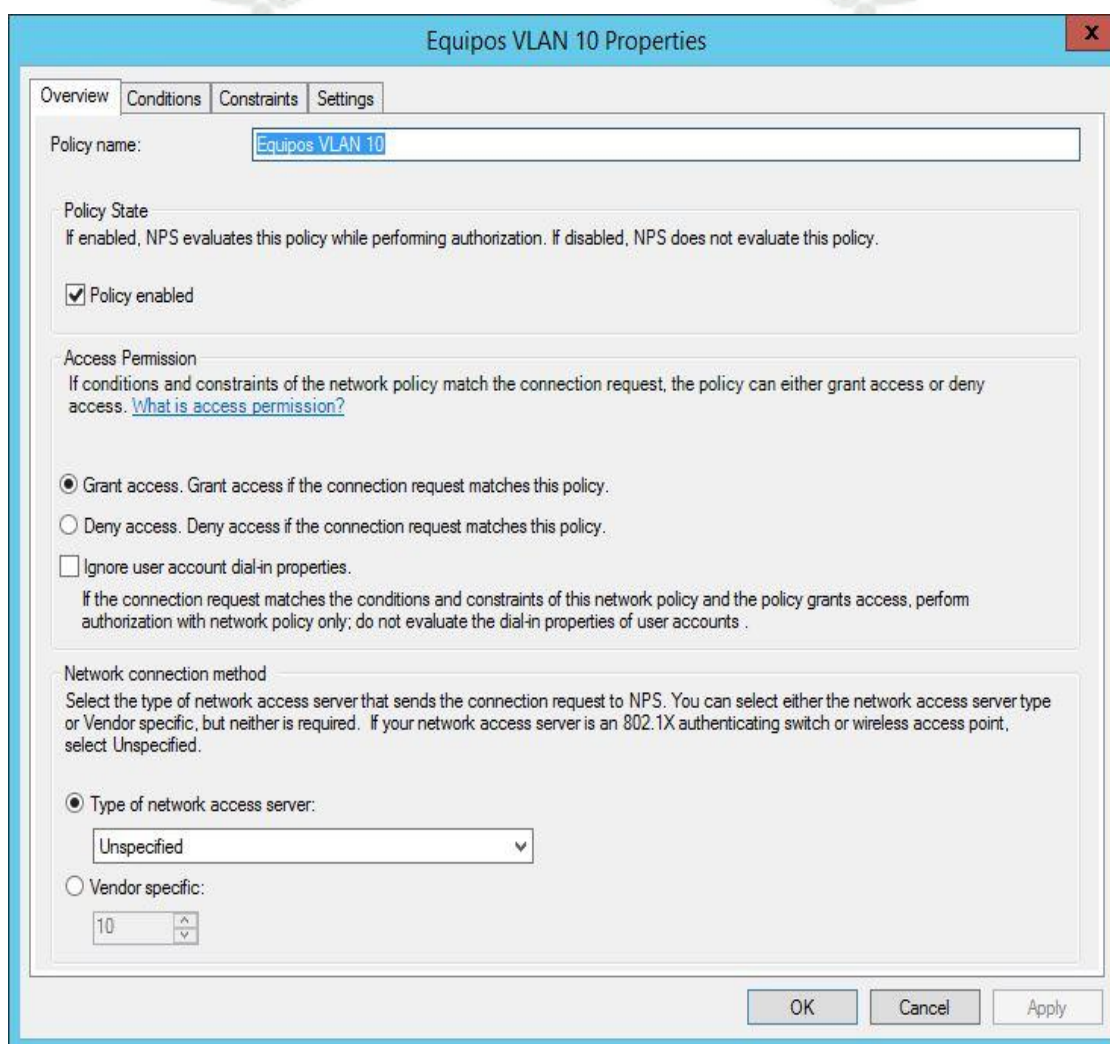 Equipos VLAN 10 Properties
x
Overview Conditions Constraints Settings
Policy name: Equipos VLAN 10
Policy State
If enabled, NPS evaluates this policy while performing authorization. If disabled, NPS does not evaluate this policy.
Policy enabled
Access Permission
If conditions and constraints of the network policy match the connection request, the policy can either grant access or deny
access. What is access permission?
Grant access. Grant access if the connection request matches this policy.
Deny access. Deny access if the connection request matches this policy.
Ignore user account dial-in properties.
If the connection request matches the conditions and constraints of this network policy and the policy grants access, perform
authorization with network policy only; do not evaluate the dial-in properties of user accounts .
Network connection method
Select the type of network access server that sends the connection request to NPS. You can select either the network access server type
or Vendor specific, but neither is required. If your network access server is an 802.1X authenticating switch or wireless access point,
select Unspecified.
Type of network access server:
Unspecified
Vendor specific:
10
OK Cancel Apply